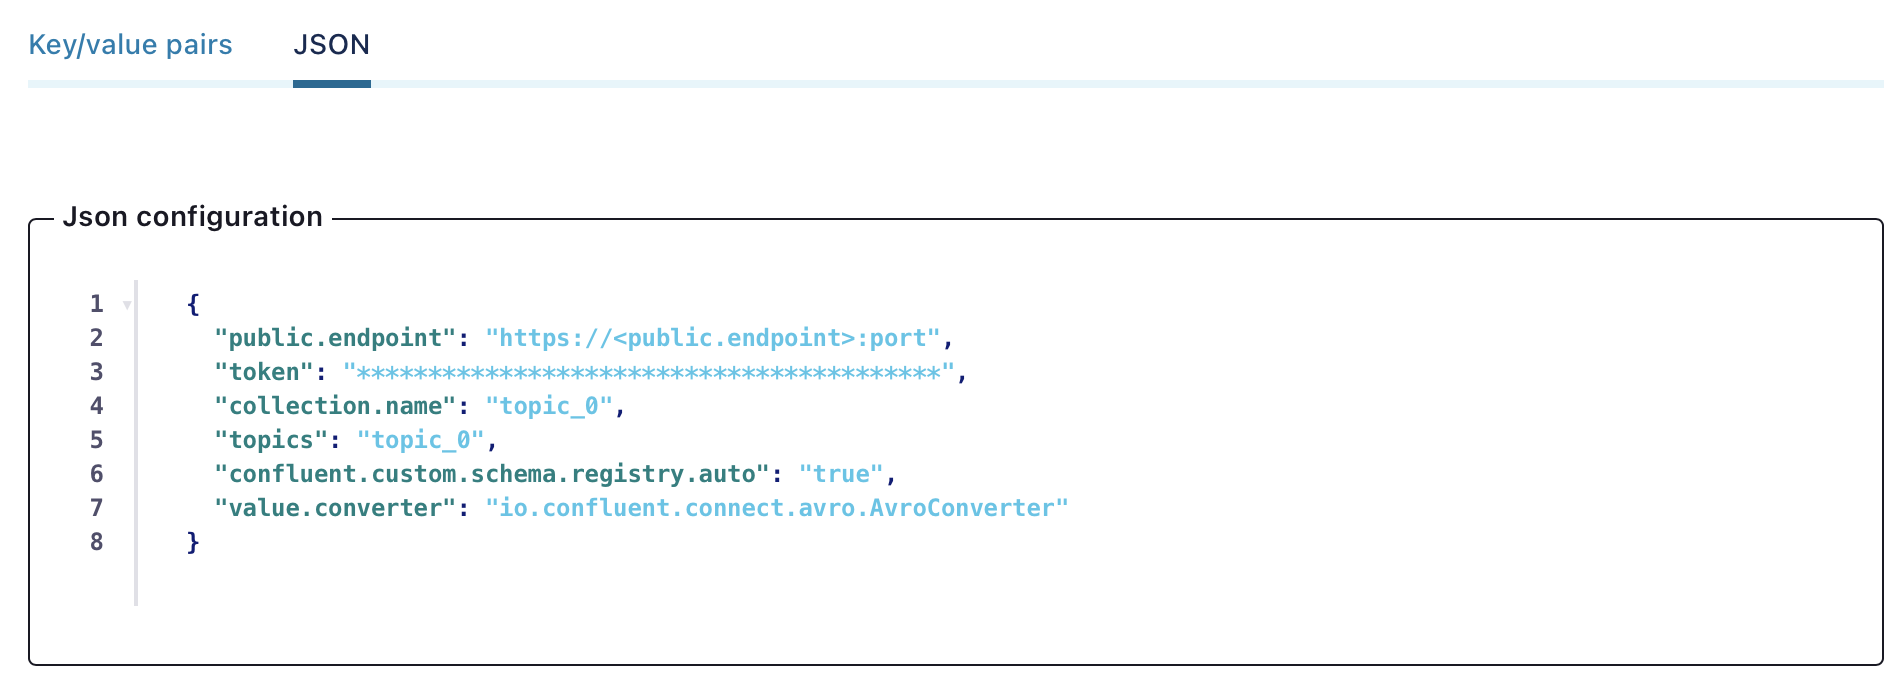 Key/value pairs JSON
Json configuration
1 {
2 "public.endpoint": "https://<public.endpoint>:port",
3 "token": "*****************************************",
4 "collection.name": "topic_0",
5 "topics": "topic_0",
6 "confluent.custom.schema.registry.auto": "true",
7 "value.converter": "io.confluent.connect.avro.AvroConverter"
8 }